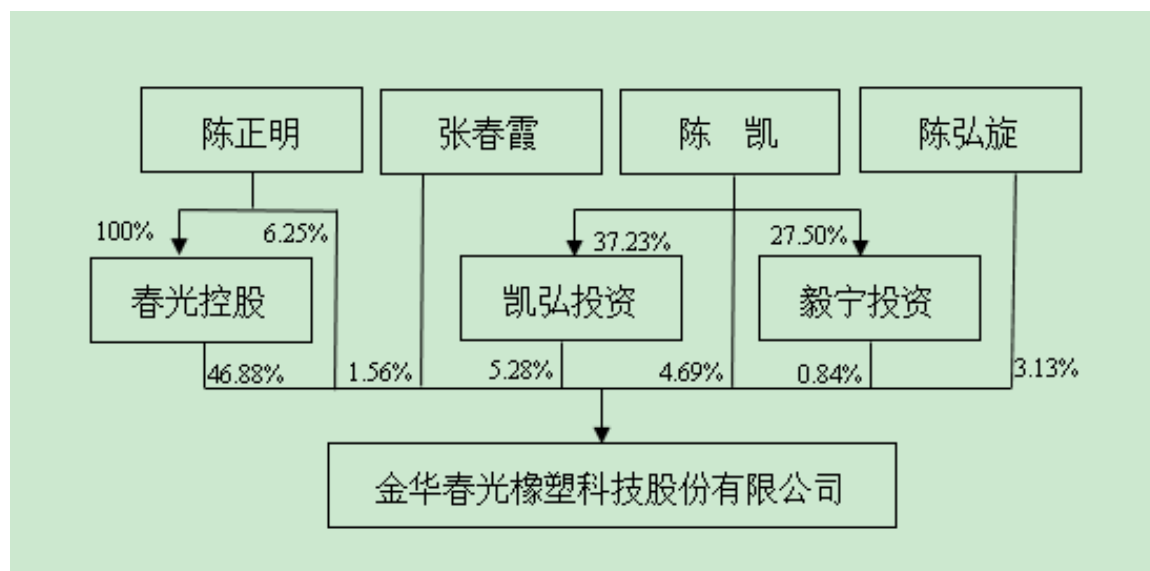 陈正明
张春霞
陈 凯
陈弘旋
100%
6.25%
37.23%
27.50%
春光控股
凯弘投资
毅宁投资
46.88%
1.56%
5.28%
4.69%
0.84%
3.13%
金华春光橡塑科技股份有限公司